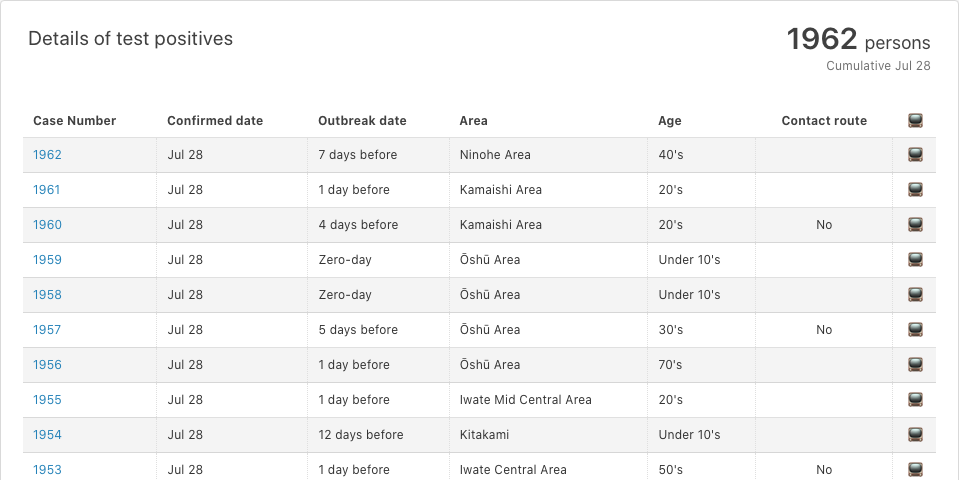 Details of test positives
1962 persons
Cumulative Jul 28
Case Number Confirmed date Outbreak date Area Age Contact route
1962 Jul 28 7 days before Ninohe Area 40's
1961 Jul 28 1 day before Kamaishi Area 20's
1960 Jul 28 4 days before Kamaishi Area 20's No
1959 Jul 28 Zero-day Ōshū Area Under 10's
1958 Jul 28 Zero-day Ōshū Area Under 10's
1957 Jul 28 5 days before Ōshū Area 30's No
1956 Jul 28 1 day before Ōshū Area 70's
1955 Jul 28 1 day before Iwate Mid Central Area 20's
1954 Jul 28 12 days before Kitakami Under 10's
1953 Jul 28 1 day before Iwate Central Area 50's No